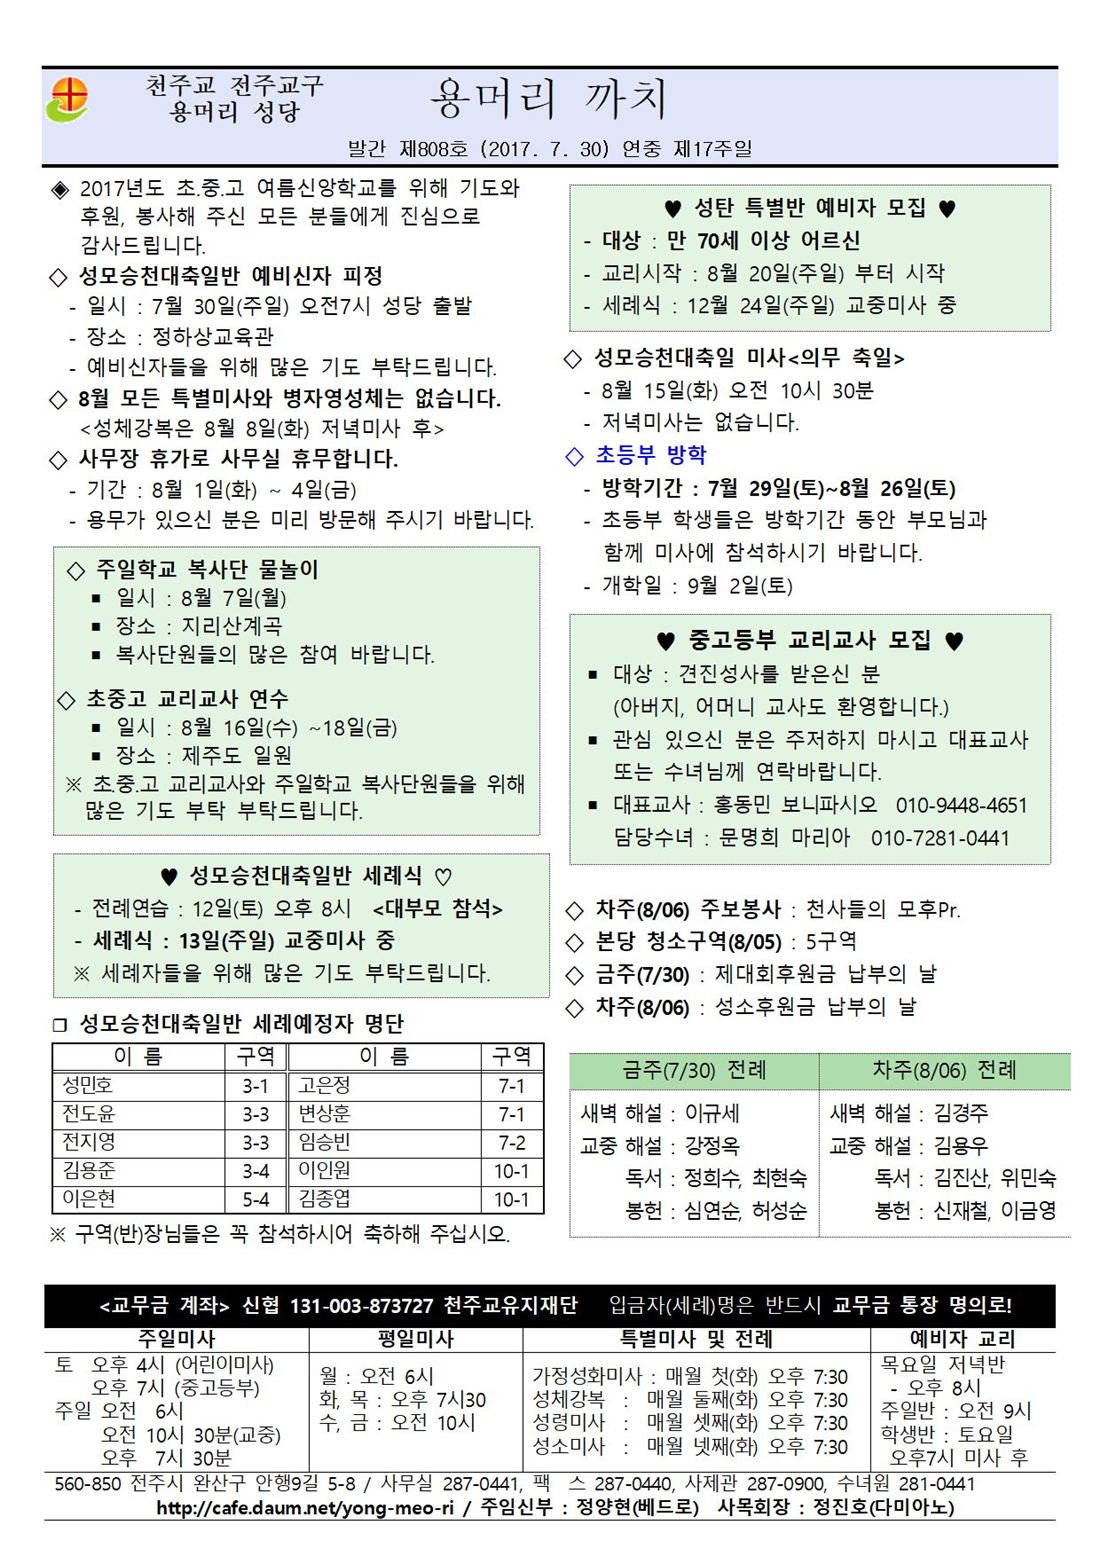 천주교 전주교구
용머리 성당
용머리 까치
발간 제808호 (2017. 7. 30) 연중 제17주일
◈ 2017년도 초.중.고 여름신앙학교를 위해 기도와
후원, 봉사해 주신 모든 분들에게 진심으로
감사드립니다.
◇ 성모승천대축일반 예비신자 피정
- 일시 : 7월 30일(주일) 오전7시 성당 출발
- 장소 : 정하상교육관
- 예비신자들을 위해 많은 기도 부탁드립니다.
◇ 8월 모든 특별미사와 병자영성체는 없습니다.
<성체강복은 8월 8일(화) 저녁미사 후>
◇ 사무장 휴가로 사무실 휴무합니다.
- 기간 : 8월 1일(화) ~ 4일(금)
- 용무가 있으신 분은 미리 방문해 주시기 바랍니다.
◇ 주일학교 복사단 물놀이
▪ 일시 : 8월 7일(월)
▪ 장소 : 지리산계곡
▪ 복사단원들의 많은 참여 바랍니다.
◇ 초중고 교리교사 연수
▪ 일시 : 8월 16일(수) ~18일(금)
▪ 장소 : 제주도 일원
※ 초.중.고 교리교사와 주일학교 복사단원들을 위해
많은 기도 부탁 부탁드립니다.
♥ 성모승천대축일반 세례식 ♡
- 전례연습 : 12일(토) 오후 8시 <대부모 참석>
- 세례식 : 13일(주일) 교중미사 중
※ 세례자들을 위해 많은 기도 부탁드립니다.
❒ 성모승천대축일반 세례예정자 명단
이 름 구역 이 름 구역
성민호 3-1 고은정 7-1
전도윤 3-3 변상훈 7-1
전지영 3-3 임승빈 7-2
김용준 3-4 이인원 10-1
이은현 5-4 김종엽 10-1
※ 구역(반)장님들은 꼭 참석하시어 축하해 주십시오.
♥ 성탄 특별반 예비자 모집 ♥
- 대상 : 만 70세 이상 어르신
- 교리시작 : 8월 20일(주일) 부터 시작
- 세례식 : 12월 24일(주일) 교중미사 중
◇ 성모승천대축일 미사<의무 축일>
- 8월 15일(화) 오전 10시 30분
- 저녁미사는 없습니다.
◇ 초등부 방학
- 방학기간 : 7월 29일(토)~8월 26일(토)
- 초등부 학생들은 방학기간 동안 부모님과
함께 미사에 참석하시기 바랍니다.
- 개학일 : 9월 2일(토)
♥ 중고등부 교리교사 모집 ♥
▪ 대상 : 견진성사를 받은신 분
(아버지, 어머니 교사도 환영합니다.)
▪ 관심 있으신 분은 주저하지 마시고 대표교사
또는 수녀님께 연락바랍니다.
▪ 대표교사 : 홍동민 보니파시오 010-9448-4651
담당수녀 : 문명희 마리아 010-7281-0441
◇ 차주(8/06) 주보봉사 : 천사들의 모후Pr.
◇ 본당 청소구역(8/05) : 5구역
◇ 금주(7/30) : 제대회후원금 납부의 날
◇ 차주(8/06) : 성소후원금 납부의 날
금주(7/30) 전례 차주(8/06) 전례
새벽 해설 : 이규세 새벽 해설 : 김경주
교중 해설 : 강정옥 교중 해설 : 김용우
독서 : 정희수, 최현숙 독서 : 김진산, 위민숙
봉헌 : 심연순, 허성순 봉헌 : 신재철, 이금영
<교무금 계좌> 신협 131-003-873727 천주교유지재단 입금자(세례)명은 반드시 교무금 통장 명의로!
주일미사 평일미사 특별미사 및 전례 예비자 교리
토 오후 4시 (어린이미사)
오후 7시 (중고등부)
주일 오전 6시
오전 10시 30분(교중)
오후 7시 30분
월 : 오전 6시
화, 목 : 오후 7시30
수, 금 : 오전 10시
가정성화미사 : 매월 첫(화) 오후 7:30
성체강복 : 매월 둘째(화) 오후 7:30
성령미사 : 매월 셋째(화) 오후 7:30
성소미사 : 매월 넷째(화) 오후 7:30
목요일 저녁반
- 오후 8시
주일반 : 오전 9시
학생반 : 토요일
오후7시 미사 후
560-850 전주시 완산구 안행9길 5-8 / 사무실 287-0441, 팩 스 287-0440, 사제관 287-0900, 수녀원 281-0441
http://cafe.daum.net/yong-meo-ri / 주임신부 : 정양현(베드로) 사목회장 : 정진호(다미아노)